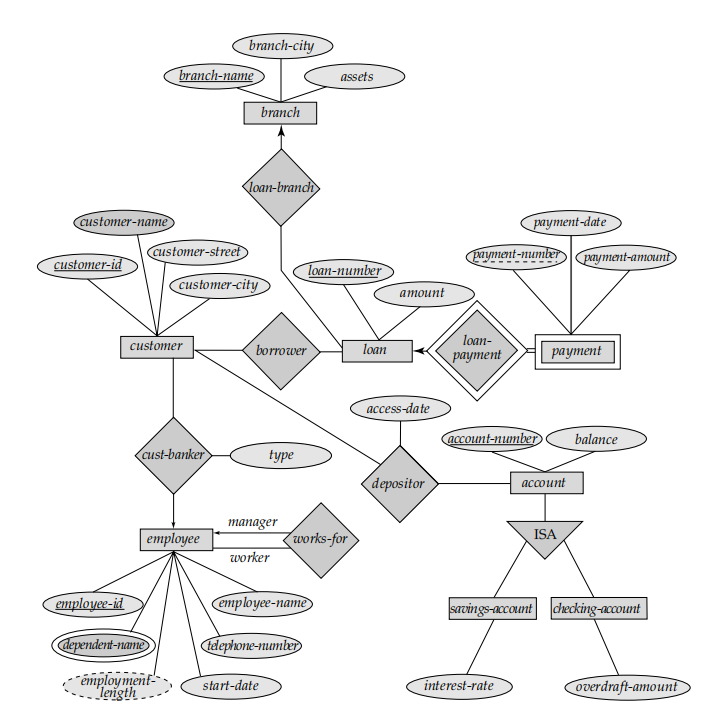 branch-city
branch-name
assets
branch
loan-branch
customer-name
customer-street
customer-id
customer-city
payment-date
payment-number
payment-amount
loan-number
amount
customer
borrower
loan
loan-
payment
payment
access-date
account-number
balance
cust-banker
type
depositor
account
manager
employee
works-for
worker
ISA
employee-id
employee-name
savings-account
checking-account
dependent-name
telephone-number
employment-
length
start-date
interest-rate
overdraft-amount